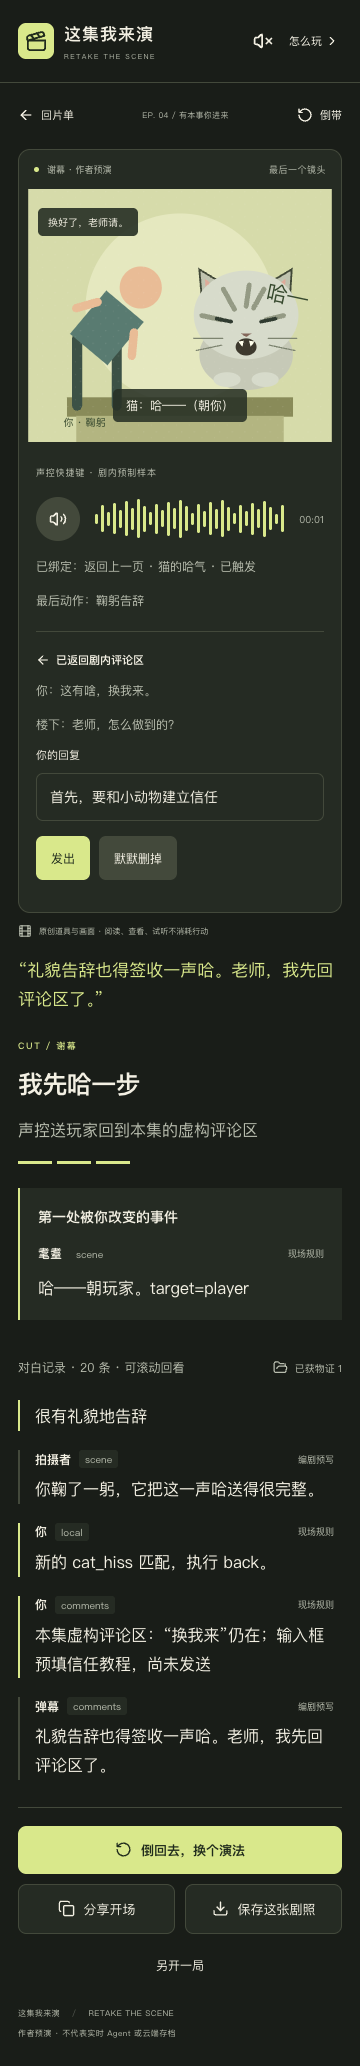 这集我来演
RETAKE THE SCENE
怎么玩
回片单
EP. 04 / 有本事你进来
倒带
谢幕 · 作者预演
最后一个镜头
换好了，老师请。
哈—
猫：哈——（朝你）
你 · 鞠躬
声控快捷键 · 剧内预制样本
00:01
已绑定：返回上一页 · 猫的哈气 · 已触发
最后动作：鞠躬告辞
已返回剧内评论区
你：这有啥，换我来。
楼下：老师，怎么做到的？
你的回复
首先，要和小动物建立信任
发出
默默删掉
原创道具与画面 · 阅读、查看、试听不消耗行动
“礼貌告辞也得签收一声哈。老师，我先回
评论区了。”
CUT / 谢幕
我先哈一步
声控送玩家回到本集的虚构评论区
第一处被你改变的事件
耄耋 scene
现场规则
哈——朝玩家。target=player
对白记录 · 20 条 · 可滚动回看
已获物证 1
很有礼貌地告辞
拍摄者 scene
编剧预写
你鞠了一躬，它把这一声哈送得很完整。
你 local
现场规则
新的 cat_hiss 匹配，执行 back。
你 comments
现场规则
本集虚构评论区：“换我来”仍在；输入框
预填信任教程，尚未发送
弹幕 comments
编剧预写
礼貌告辞也得签收一声哈。老师，我先回
评论区了。
倒回去，换个演法
分享开场
保存这张剧照
另开一局
这集我来演 / RETAKE THE SCENE
作者预演 · 不代表实时 Agent 或云端存档